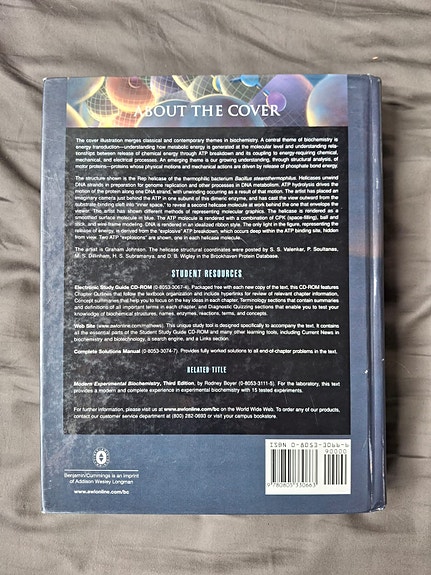 ABOUT THE COVER
The cover illustration merges classical and contemporary themes in biochemistry. A central theme of biochemistry is
energy transduction—understanding how metabolic energy is generated at the molecular level and understanding rela-
tionships between release of chemical energy through ATP breakdown and its coupling to energy-requiring chemical,
mechanical, and electrical processes. An emerging theme is our growing understanding, through structural analysis, of
motor proteins—proteins whose physical motions and mechanical actions are driven by release of phosphate bond energy.
The structure shown is the Rep helicase of the thermophilic bacterium Bacillus stearothermophilus. Helicases unwind
DNA strands in preparation for genome replication and other processes in DNA metabolism. ATP hydrolysis drives the
motion of the protein along one DNA strand, with unwinding occurring as a result of that motion. The artist has placed an
imaginary camera just behind the ATP in one subunit of this dimeric enzyme, and has cast the view outward from the
substrate-binding cleft into "inner space," to reveal a second helicase molecule at work behind the one that envelops the
viewer. The artist has shown different methods of representing molecular graphics. The helicase is rendered as a
smoothed surface molecule in blue. The ATP molecule is rendered with a combination of CPK (space-filling), ball and
stick, and wire-frame modeling. DNA is rendered in an idealized ribbon style. The only light in the figure, representing the
release of energy, is derived from the "explosive" ATP breakdown, which occurs deep within the ATP binding site, hidden
from view. Two ATP "explosions" are shown, one in each helicase molecule.
The artist is Graham Johnson. The helicase structural coordinates were posted by S. S. Velankar, P. Soultanas,
M. S. Dillinham, H. S. Subramanya, and D. B. Wigley in the Brookhaven Protein Database.
STUDENT RESOURCES
Electronic Study Guide CD-ROM (0-8053-3067-4). Packaged free with each new copy of the text, this CD-ROM features
Chapter Outlines that follow the textbook organization and include hyperlinks for review of relevant chapter information,
Concept summaries that help you to focus on the key ideas in each chapter, Terminology sections that contain summaries
and definitions of all important terms in each chapter, and Diagnostic Quizzing sections that enable you to test your
knowledge of biochemical structures, names, enzymes, reactions, terms, and concepts.
Web Site (www.awlonline.com/mathews). This unique study tool is designed specifically to accompany the text. It contains
all the essential parts of the Student Study Guide CD-ROM and many other learning tools, including Current News in
biochemistry and biotechnology, a search engine, and a Links section.
Complete Solutions Manual (0-8053-3074-7). Provides fully worked solutions to all end-of-chapter problems in the text.
RELATED TITLE
Modern Experimental Biochemistry, Third Edition, by Rodney Boyer (0-8053-3111-5). For the laboratory, this text
provides a modern and complete experience in experimental biochemistry with 15 tested experiments.
For further information, please visit us at www.awlonline.com/bc on the World Wide Web. To order any of our products,
contact our customer service department at (800) 282-0693 or visit your campus bookstore.
ISBN 0-8053-3066-6
90000
9 780805 330663
Benjamin/Cummings is an imprint
of Addison Wesley Longman
www.awlonline.com/bc